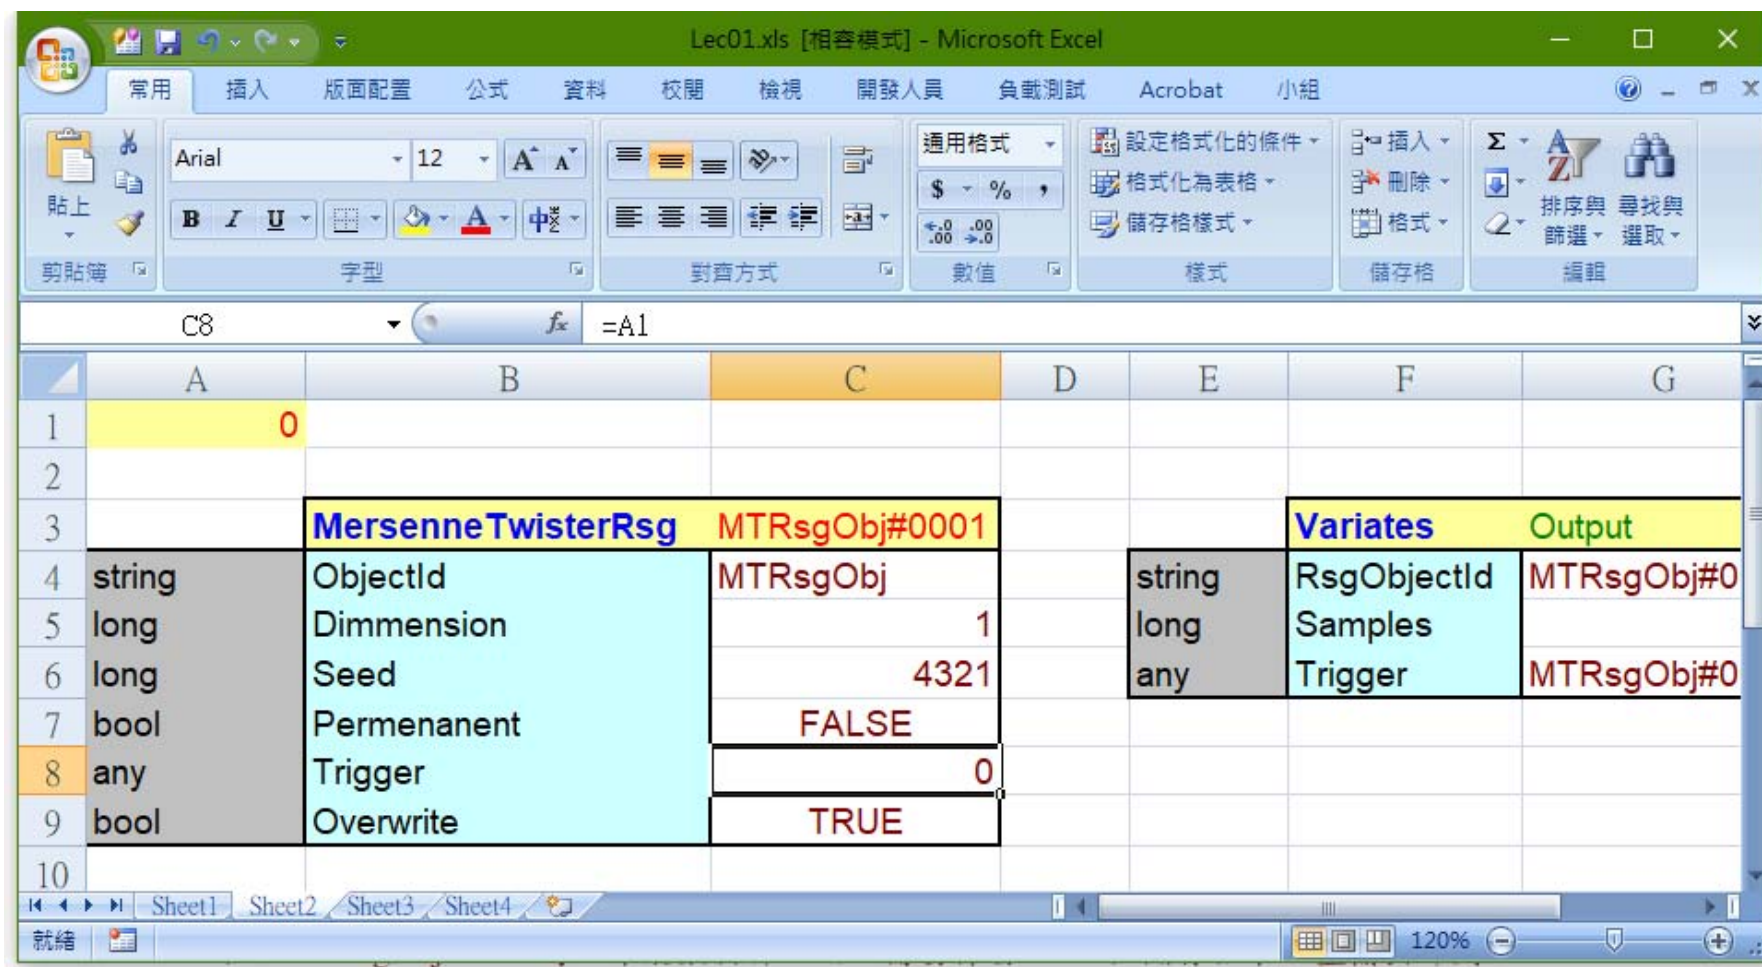 Lec01.xls [相容模式] - Microsoft Excel
常用 插入 版面配置 公式 資料 校閱 檢視 開發人員 負載測試 Acrobat 小組
貼上
剪貼簿
Arial 12
B I U
字型
對齊方式
通用格式
$ % ,
數值
設定格式化的條件
格式化為表格
儲存格樣式
樣式
插入
刪除
格式
儲存格
Σ
排序與篩選
尋找與選取
編輯
C8 fx =A1
A B C D E F G
1 0
2
3 MersenneTwisterRsg MTRsgObj#0001 Variates Output
4 string ObjectId MTRsgObj string RsgObjectId MTRsgObj#0
5 long Dimmension 1 long Samples
6 long Seed 4321 any Trigger MTRsgObj#0
7 bool Permenanent FALSE
8 any Trigger 0
9 bool Overwrite TRUE
10
Sheet1 Sheet2 Sheet3 Sheet4
就緒 120%